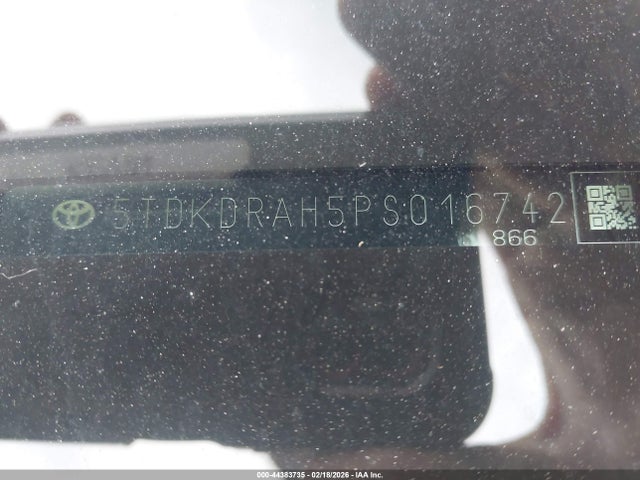 5TDKDRAH5PS016742
866
000-44383735 - 02/18/2026 - IAA Inc.